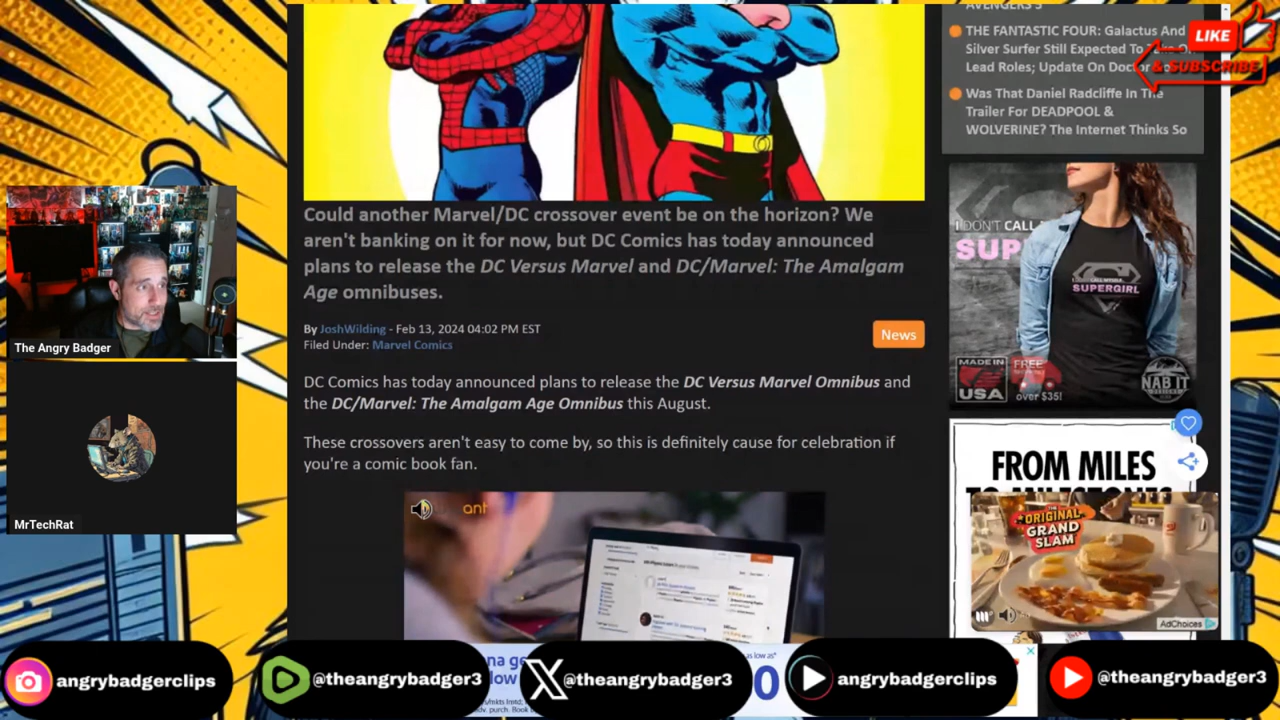 AVENGERS 5
THE FANTASTIC FOUR: Galactus And
Silver Surfer Still Expected To
Lead Roles; Update On
Was That Daniel Radcliffe In The
Trailer For DEADPOOL &
WOLVERINE? The Internet Thinks So
LIKE
& SUBSCRIBE
Could another Marvel/DC crossover event be on the horizon? We
aren't banking on it for now, but DC Comics has today announced
plans to release the DC Versus Marvel and DC/Marvel: The Amalgam
Age omnibuses.
By JoshWilding - Feb 13, 2024 04:02 PM EST
Filed Under: Marvel Comics
News
DC Comics has today announced plans to release the DC Versus Marvel Omnibus and
the DC/Marvel: The Amalgam Age Omnibus this August.
These crossovers aren't easy to come by, so this is definitely cause for celebration if
you're a comic book fan.
The Angry Badger
MrTechRat
I DON'T CALL
SUP
SUPERGIRL
MADE IN
USA
FREE
over $35!
NAB IT
FROM MILES
ORIGINAL
GRAND
SLAM
AdChoices
angrybadgerclips
@theangrybadger3
@theangrybadger3
as low as*
0
angrybadgerclips
@theangrybadger3